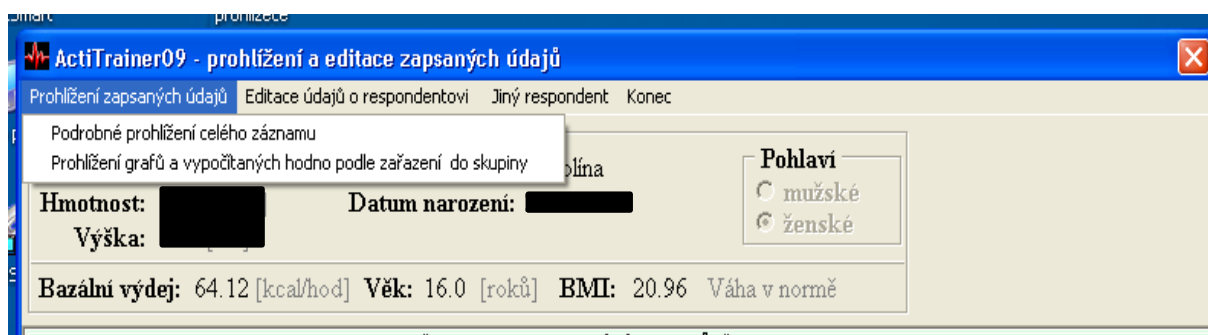 ActiTrainer09 - prohlížení a editace zapsaných údajů
Prohlížení zapsaných údajů Editace údajů o respondentovi Jiný respondent Konec
Podrobné prohlížení celého záznamu
Prohlížení grafů a vypočítaných hodno podle zařazení do skupiny
Pohlaví
mužské
ženské
Hmotnost: Datum narození:
Výška:
Bazální výdej: 64.12 [kcal/hod] Věk: 16.0 [roků] BMI: 20.96 Váha v normě